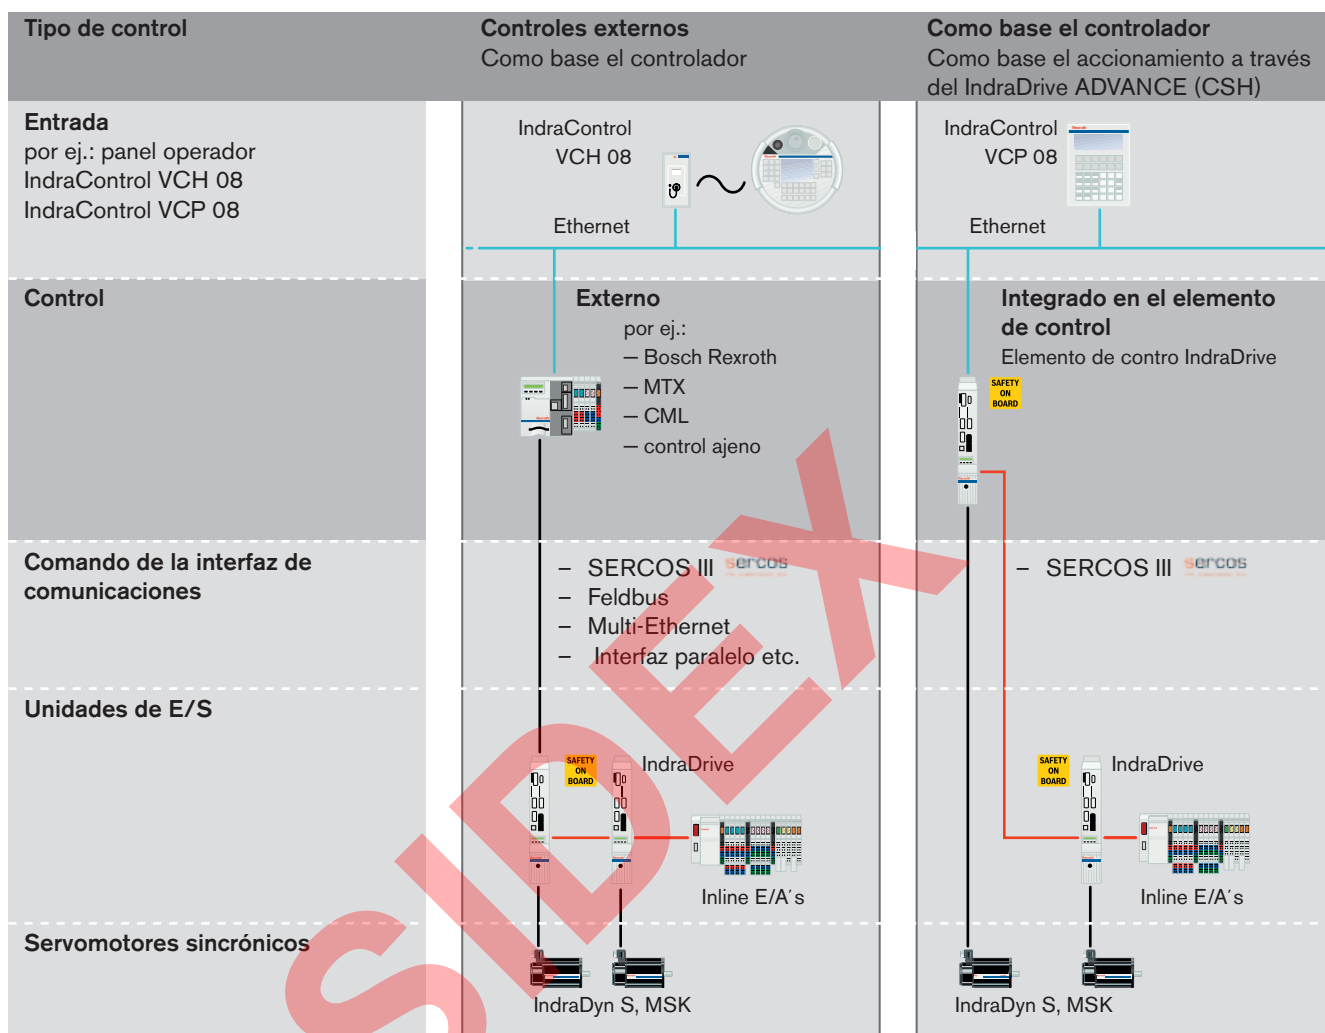 Tipo de control
Controles externos
Como base el controlador
Como base el controlador
Como base el accionamiento a través
del IndraDrive ADVANCE (CSH)
Entrada
por ej.: panel operador
IndraControl VCH 08
IndraControl VCP 08
IndraControl
VCH 08
Ethernet
IndraControl
VCP 08
Ethernet
Control
Externo
por ej.:
– Bosch Rexroth
– MTX
– CML
– control ajeno
Integrado en el elemento
de control
Elemento de contro IndraDrive
SAFETY
ON
BOARD
Comando de la interfaz de
comunicaciones
– SERCOS III sercos
– Feldbus
– Multi-Ethernet
– Interfaz paralelo etc.
– SERCOS III sercos
Unidades de E/S
SAFETY
ON
BOARD
IndraDrive
Inline E/A´s
SAFETY
ON
BOARD
IndraDrive
Inline E/A´s
Servomotores sincrónicos
IndraDyn S, MSK
IndraDyn S, MSK
SIDEX